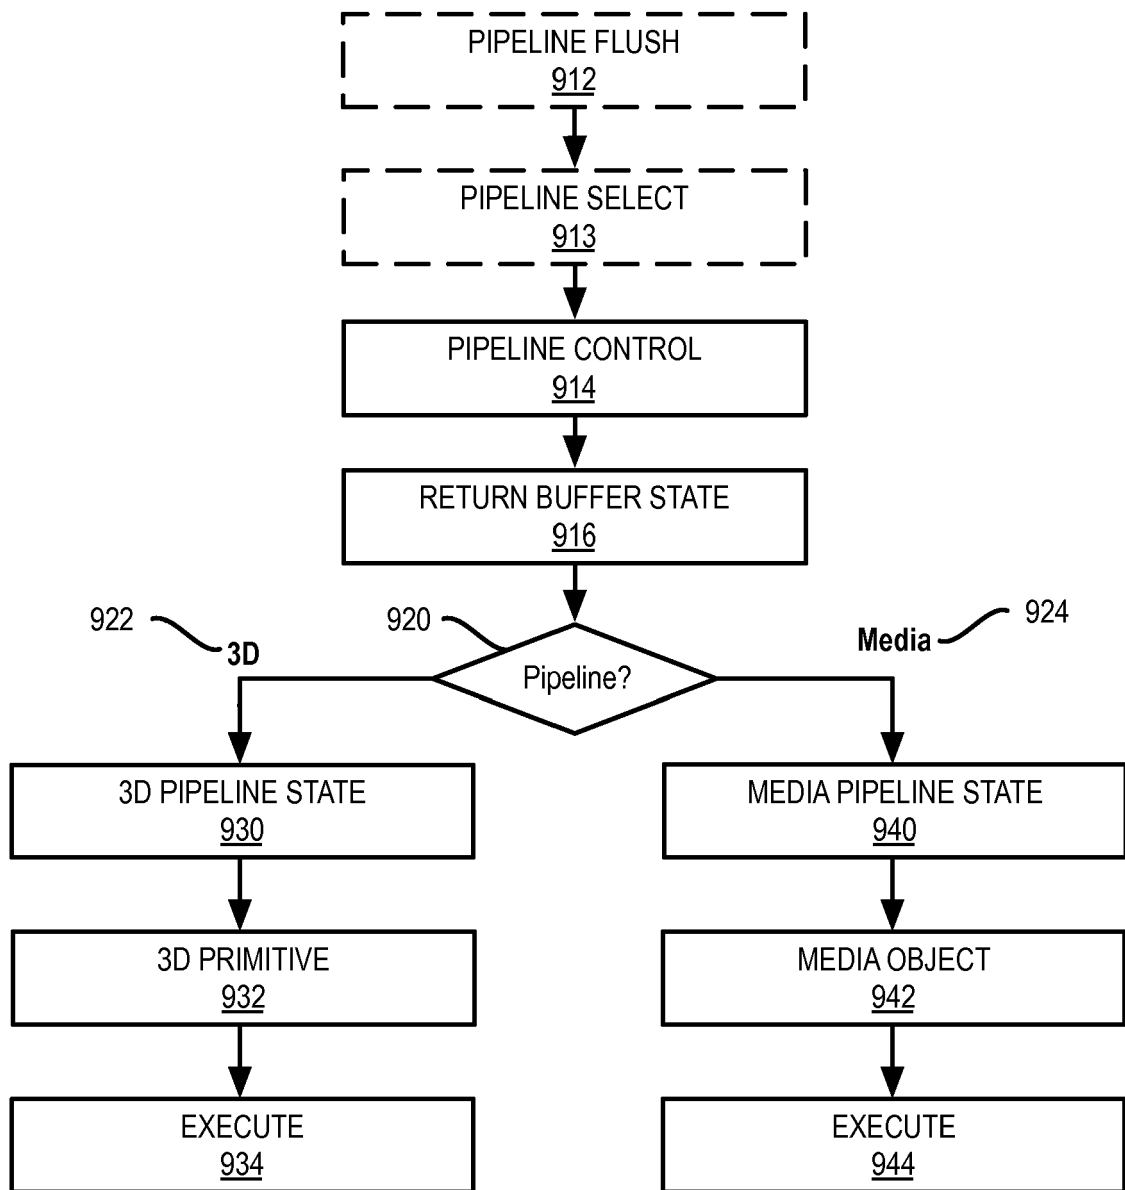 PIPELINE FLUSH
912
PIPELINE SELECT
913
PIPELINE CONTROL
914
RETURN BUFFER STATE
916
922
3D
920
Pipeline?
Media
924
3D PIPELINE STATE
930
MEDIA PIPELINE STATE
940
3D PRIMITIVE
932
MEDIA OBJECT
942
EXECUTE
934
EXECUTE
944